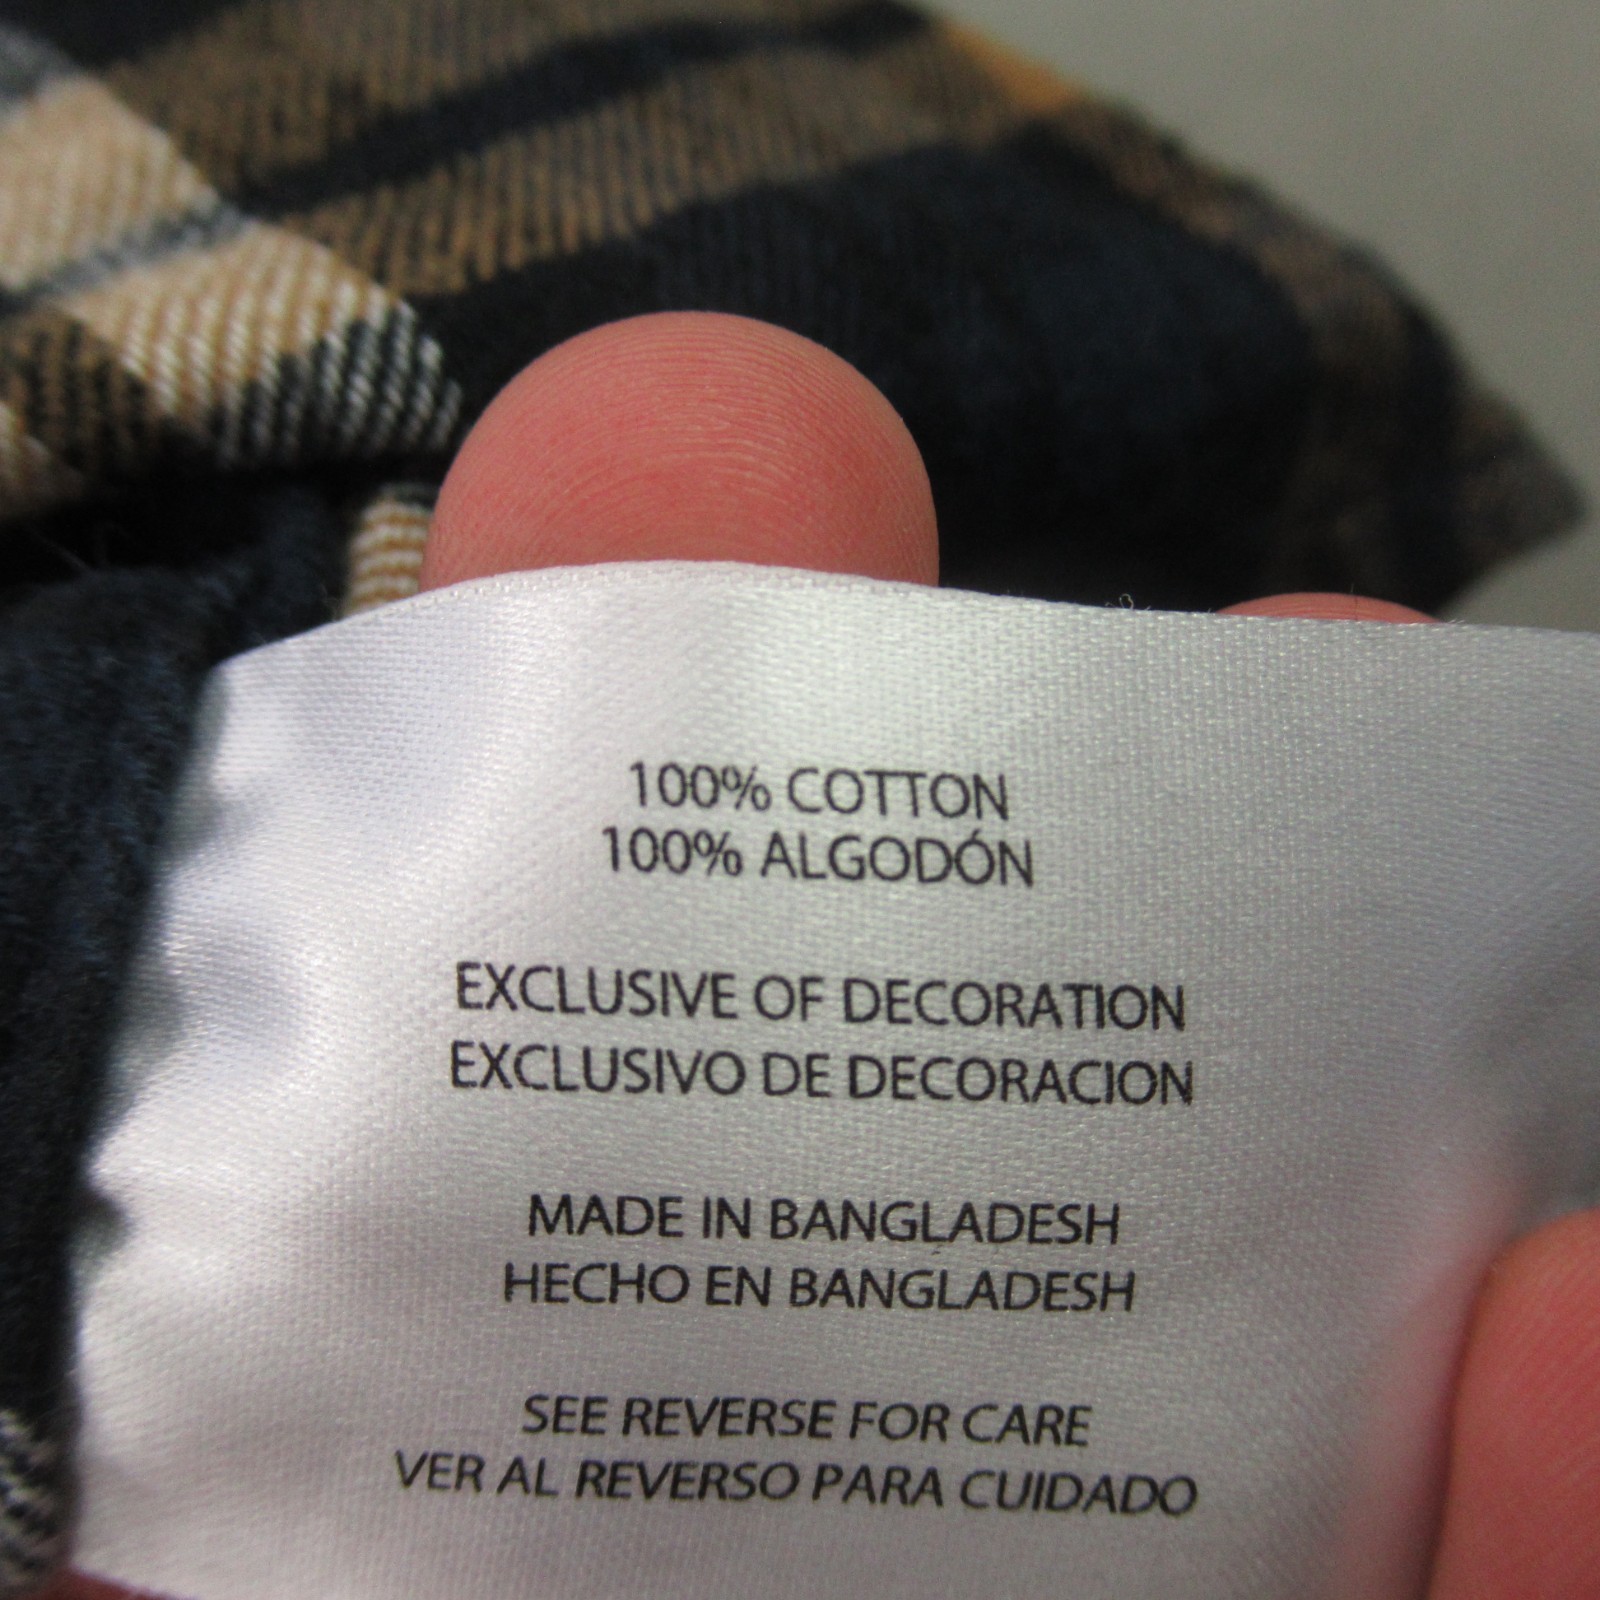 100% COTTON
100% ALGODÓN
EXCLUSIVE OF DECORATION
EXCLUSIVO DE DECORACION
MADE IN BANGLADESH
HECHO EN BANGLADESH
SEE REVERSE FOR CARE
VER AL REVERSO PARA CUIDADO